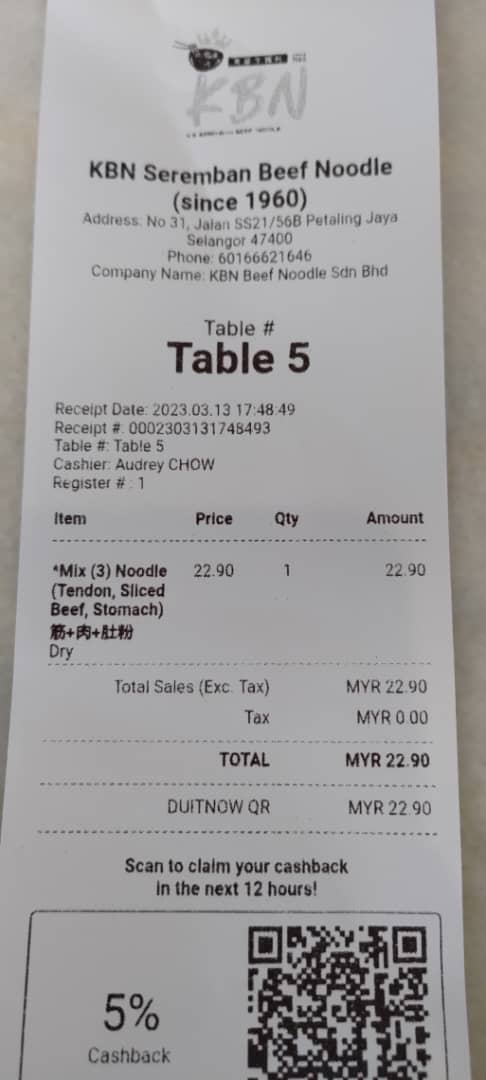 KBN
KBN Seremban Beef Noodle
(since 1960)
Address: No 31, Jalan SS21/56B Petaling Jaya
Selangor 47400
Phone: 60166621646
Company Name: KBN Beef Noodle Sdn Bhd
Table #
Table 5
Receipt Date: 2023.03.13 17:48:49
Receipt #: 0002303131748493
Table #: Table 5
Cashier: Audrey CHOW
Register # : 1
Item Price Qty Amount
*Mix (3) Noodle 22.90 1 22.90
(Tendon, Sliced
Beef, Stomach)
筋+肉+肚粉
Dry
Total Sales (Exc. Tax) MYR 22.90
Tax MYR 0.00
TOTAL MYR 22.90
DUITNOW QR MYR 22.90
Scan to claim your cashback
in the next 12 hours!
5%
Cashback